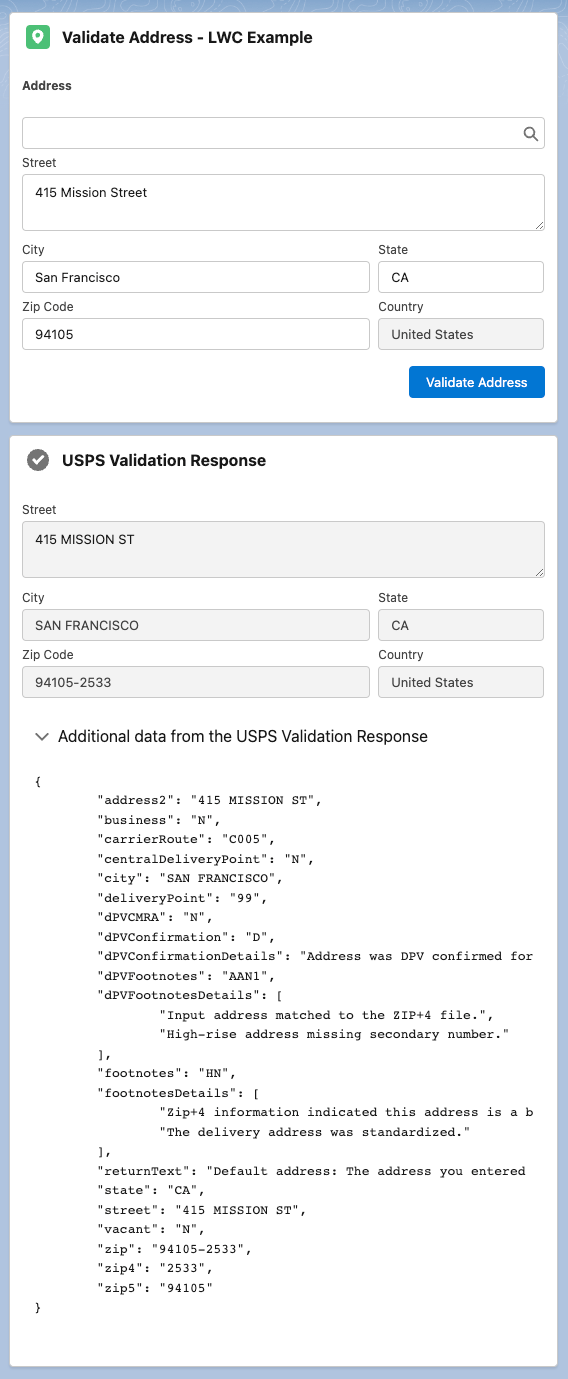 Validate Address - LWC Example
Address
Street
415 Mission Street
City State
San Francisco CA
Zip Code Country
94105 United States
Validate Address
USPS Validation Response
Street
415 MISSION ST
City State
SAN FRANCISCO CA
Zip Code Country
94105-2533 United States
Additional data from the USPS Validation Response
{
"address2": "415 MISSION ST",
"business": "N",
"carrierRoute": "C005",
"centralDeliveryPoint": "N",
"city": "SAN FRANCISCO",
"deliveryPoint": "99",
"dPVCMRA": "N",
"dPVConfirmation": "D",
"dPVConfirmationDetails": "Address was DPV confirmed for
"dPVFootnotes": "AAN1",
"dPVFootnotesDetails": [
"Input address matched to the ZIP+4 file.",
"High-rise address missing secondary number."
],
"footnotes": "HN",
"footnotesDetails": [
"Zip+4 information indicated this address is a b
"The delivery address was standardized."
],
"returnText": "Default address: The address you entered
"state": "CA",
"street": "415 MISSION ST",
"vacant": "N",
"zip": "94105-2533",
"zip4": "2533",
"zip5": "94105"
}